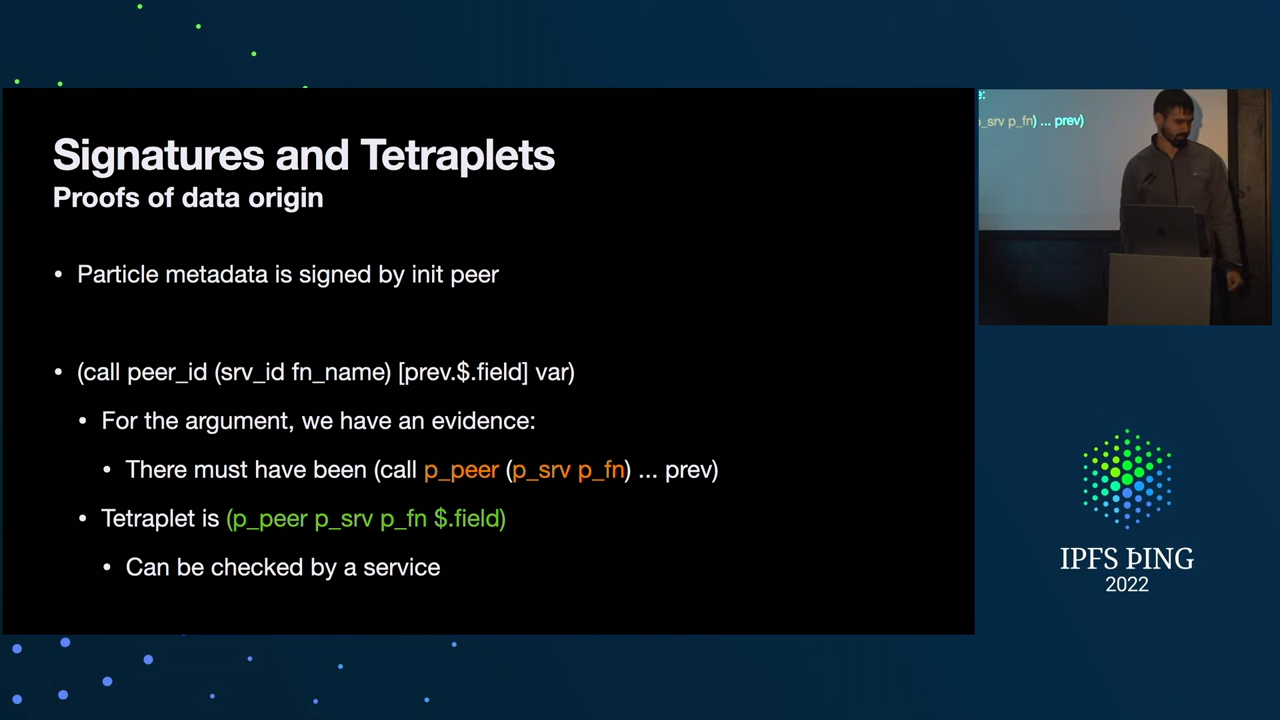 Signatures and Tetraplets
Proofs of data origin
• Particle metadata is signed by init peer
• (call peer_id (srv_id fn_name) [prev.$.field] var)
• For the argument, we have an evidence:
• There must have been (call p_peer (p_srv p_fn) ... prev)
• Tetraplet is (p_peer p_srv p_fn $.field)
• Can be checked by a service
e:
p_srv p_fn) ... prev)
IPFS ÞING
2022